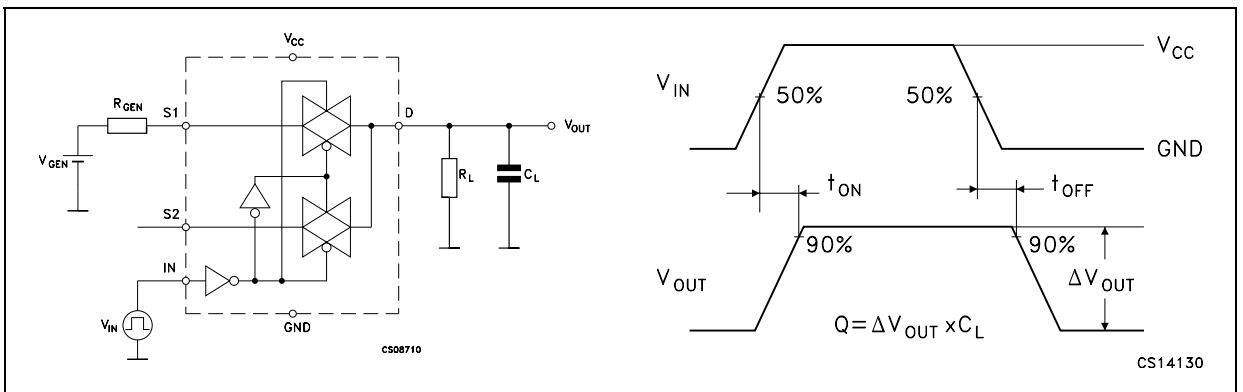 VCC
RGEN
S1
D
VOUT
VGEN
RL
CL
S2
IN
VIN
GND
CS08710
VCC
VIN
50%
50%
GND
tON
tOFF
90%
90%
VOUT
ΔVOUT
Q=ΔVOUT xCL
CS14130